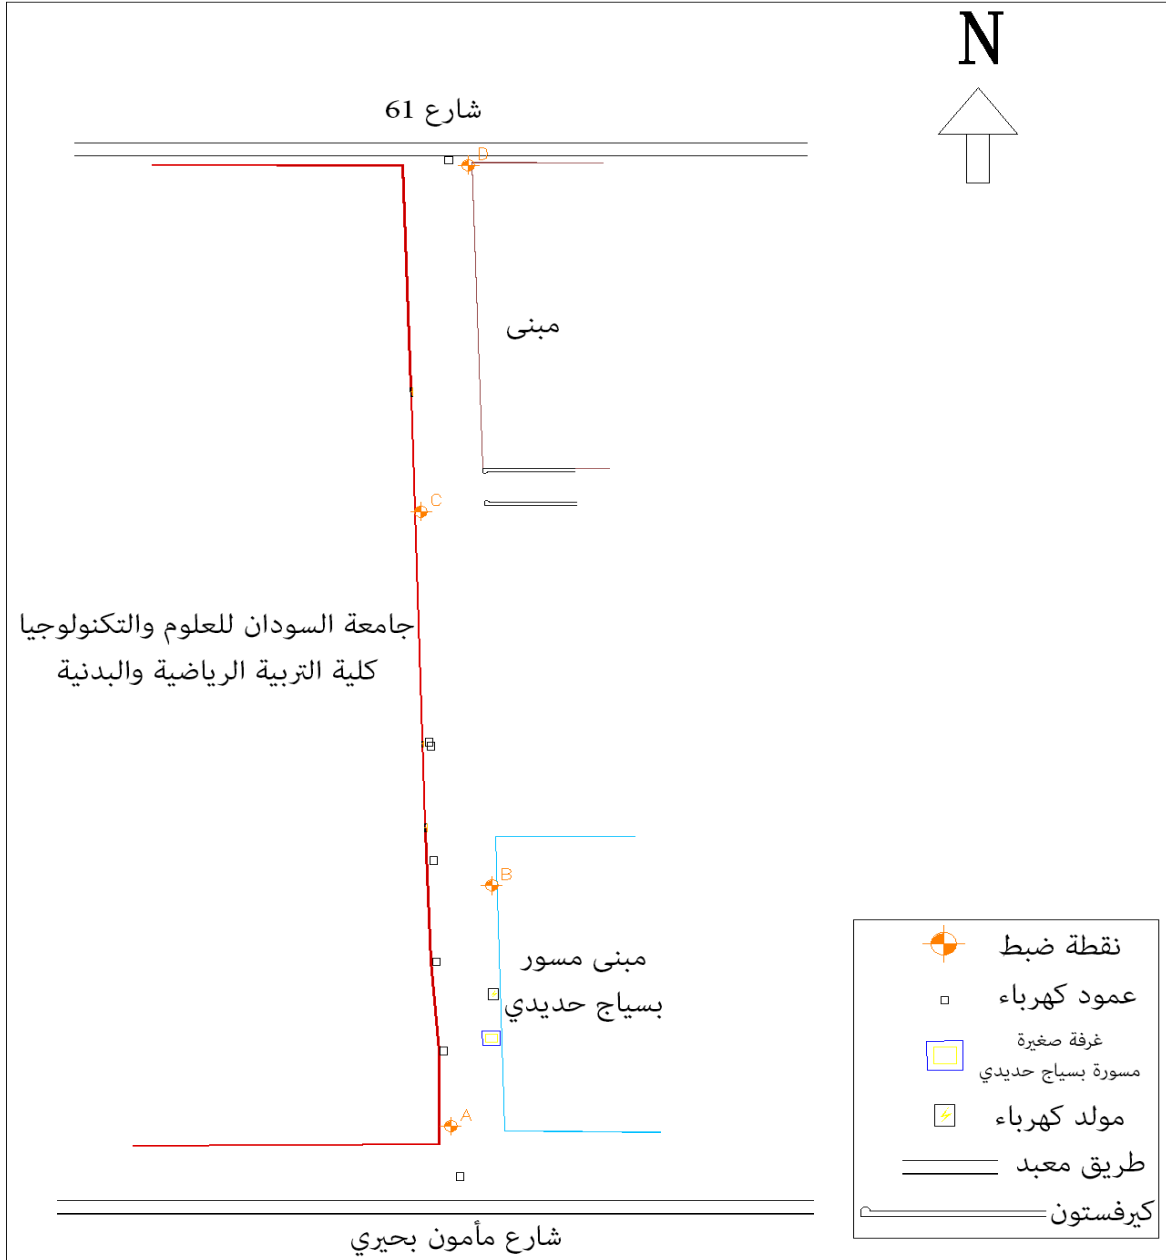 N
شارع 61
D
مبنى
C
جامعة السودان للعلوم والتكنولوجيا
كلية التربية الرياضية والبدنية
B
مبنى مسور
بسياج حديدي
A
شارع مأمون بحيري
نقطة ضبط
عمود كهرباء
غرفة صغيرة
مسورة بسياج حديدي
مولد كهرباء
طريق معبد
كيرفستون